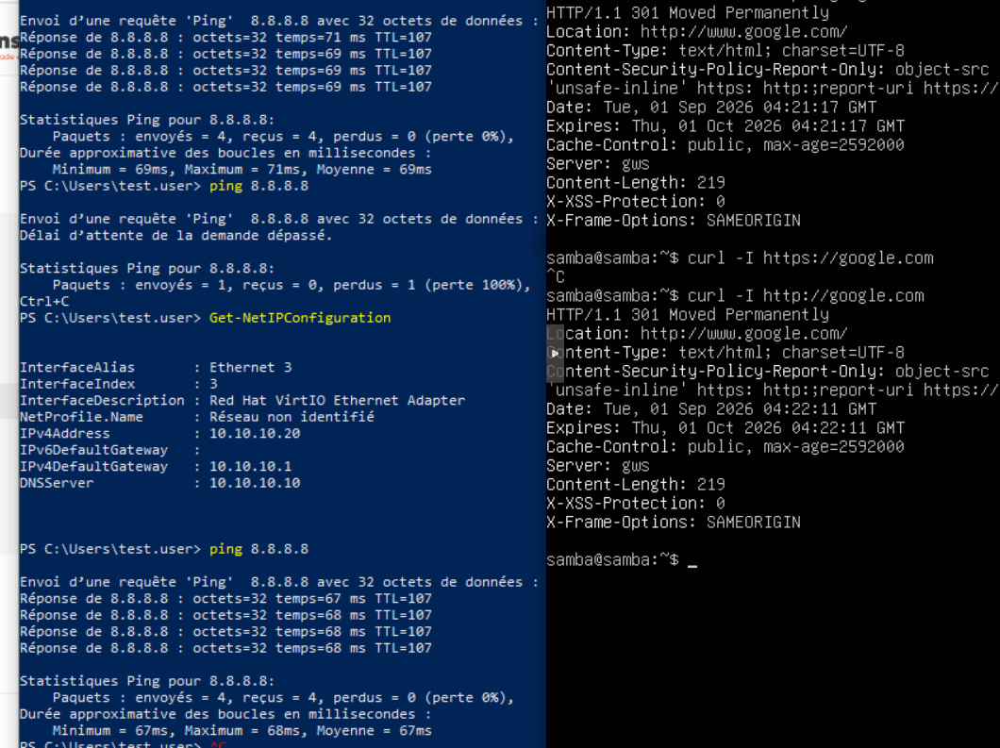 ns
ade
Envoi d'une requête 'Ping'  8.8.8.8 avec 32 octets de données :
Réponse de 8.8.8.8 : octets=32 temps=71 ms TTL=107
Réponse de 8.8.8.8 : octets=32 temps=69 ms TTL=107
Réponse de 8.8.8.8 : octets=32 temps=69 ms TTL=107
Réponse de 8.8.8.8 : octets=32 temps=69 ms TTL=107
Statistiques Ping pour 8.8.8.8:
    Paquets : envoyés = 4, reçus = 4, perdus = 0 (perte 0%),
Durée approximative des boucles en millisecondes :
    Minimum = 69ms, Maximum = 71ms, Moyenne = 69ms
PS C:\Users\test.user> ping 8.8.8.8
Envoi d'une requête 'Ping'  8.8.8.8 avec 32 octets de données :
Délai d'attente de la demande dépassé.
Statistiques Ping pour 8.8.8.8:
    Paquets : envoyés = 1, reçus = 0, perdus = 1 (perte 100%),
Ctrl+C
PS C:\Users\test.user> Get-NetIPConfiguration
InterfaceAlias       : Ethernet 3
InterfaceIndex       : 3
InterfaceDescription : Red Hat VirtIO Ethernet Adapter
NetProfile.Name      : Réseau non identifié
IPv4Address          : 10.10.10.20
IPv6DefaultGateway   :
IPv4DefaultGateway   : 10.10.10.1
DNSServer            : 10.10.10.10
PS C:\Users\test.user> ping 8.8.8.8
Envoi d'une requête 'Ping'  8.8.8.8 avec 32 octets de données :
Réponse de 8.8.8.8 : octets=32 temps=67 ms TTL=107
Réponse de 8.8.8.8 : octets=32 temps=68 ms TTL=107
Réponse de 8.8.8.8 : octets=32 temps=68 ms TTL=107
Réponse de 8.8.8.8 : octets=32 temps=68 ms TTL=107
Statistiques Ping pour 8.8.8.8:
    Paquets : envoyés = 4, reçus = 4, perdus = 0 (perte 0%),
Durée approximative des boucles en millisecondes :
    Minimum = 67ms, Maximum = 68ms, Moyenne = 67ms
PS C:\Users\test.user> ^C
HTTP/1.1 301 Moved Permanently
Location: http://www.google.com/
Content-Type: text/html; charset=UTF-8
Content-Security-Policy-Report-Only: object-src
'unsafe-inline' https: http:;report-uri https://
Date: Tue, 01 Sep 2026 04:21:17 GMT
Expires: Thu, 01 Oct 2026 04:21:17 GMT
Cache-Control: public, max-age=2592000
Server: gws
Content-Length: 219
X-XSS-Protection: 0
X-Frame-Options: SAMEORIGIN
samba@samba:~$ curl -I https://google.com
^C
samba@samba:~$ curl -I http://google.com
HTTP/1.1 301 Moved Permanently
Location: http://www.google.com/
Content-Type: text/html; charset=UTF-8
Content-Security-Policy-Report-Only: object-src
'unsafe-inline' https: http:;report-uri https://
Date: Tue, 01 Sep 2026 04:22:11 GMT
Expires: Thu, 01 Oct 2026 04:22:11 GMT
Cache-Control: public, max-age=2592000
Server: gws
Content-Length: 219
X-XSS-Protection: 0
X-Frame-Options: SAMEORIGIN
samba@samba:~$ _